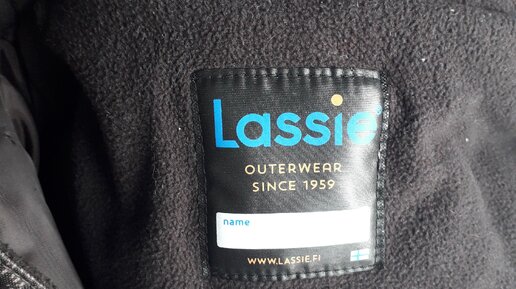 Lassie®
OUTERWEAR
SINCE 1959
name
WWW.LASSIE.FI